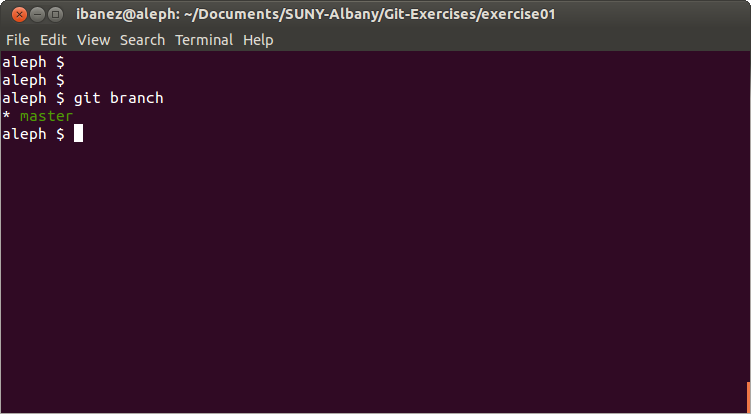 ibanez@aleph: ~/Documents/SUNY-Albany/Git-Exercises/exercise01
File Edit View Search Terminal Help
aleph $
aleph $
aleph $ git branch
* master
aleph $